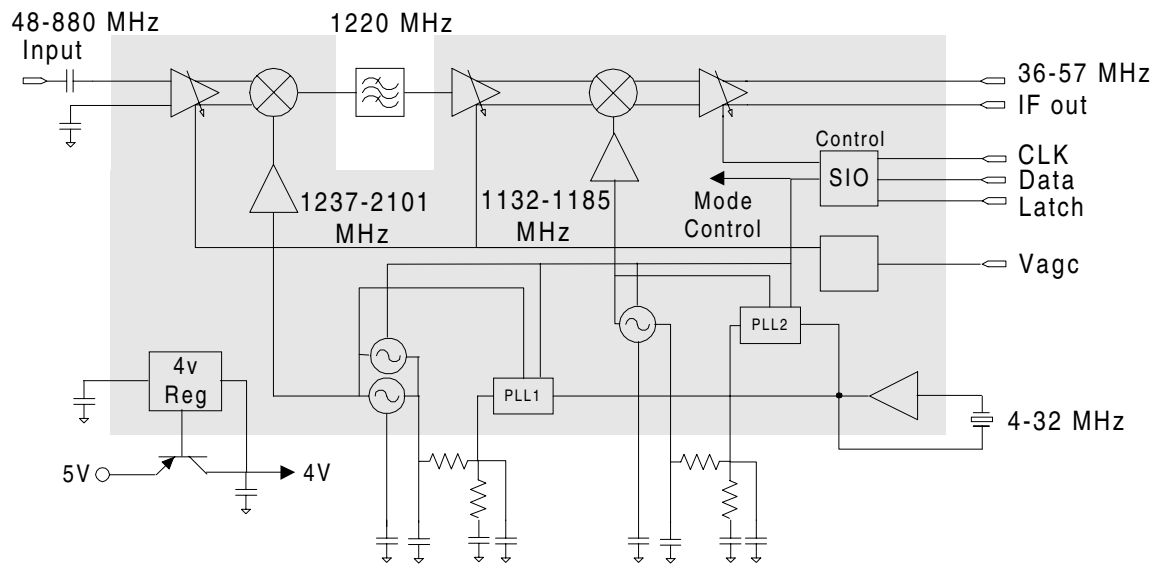 48-880 MHz
Input
1220 MHz
36-57 MHz
IF out
Control
SIO
CLK
Data
Latch
Mode
Control
1237-2101
MHz
1132-1185
MHz
Vagc
PLL2
4v
Reg
PLL1
4-32 MHz
5V
4V